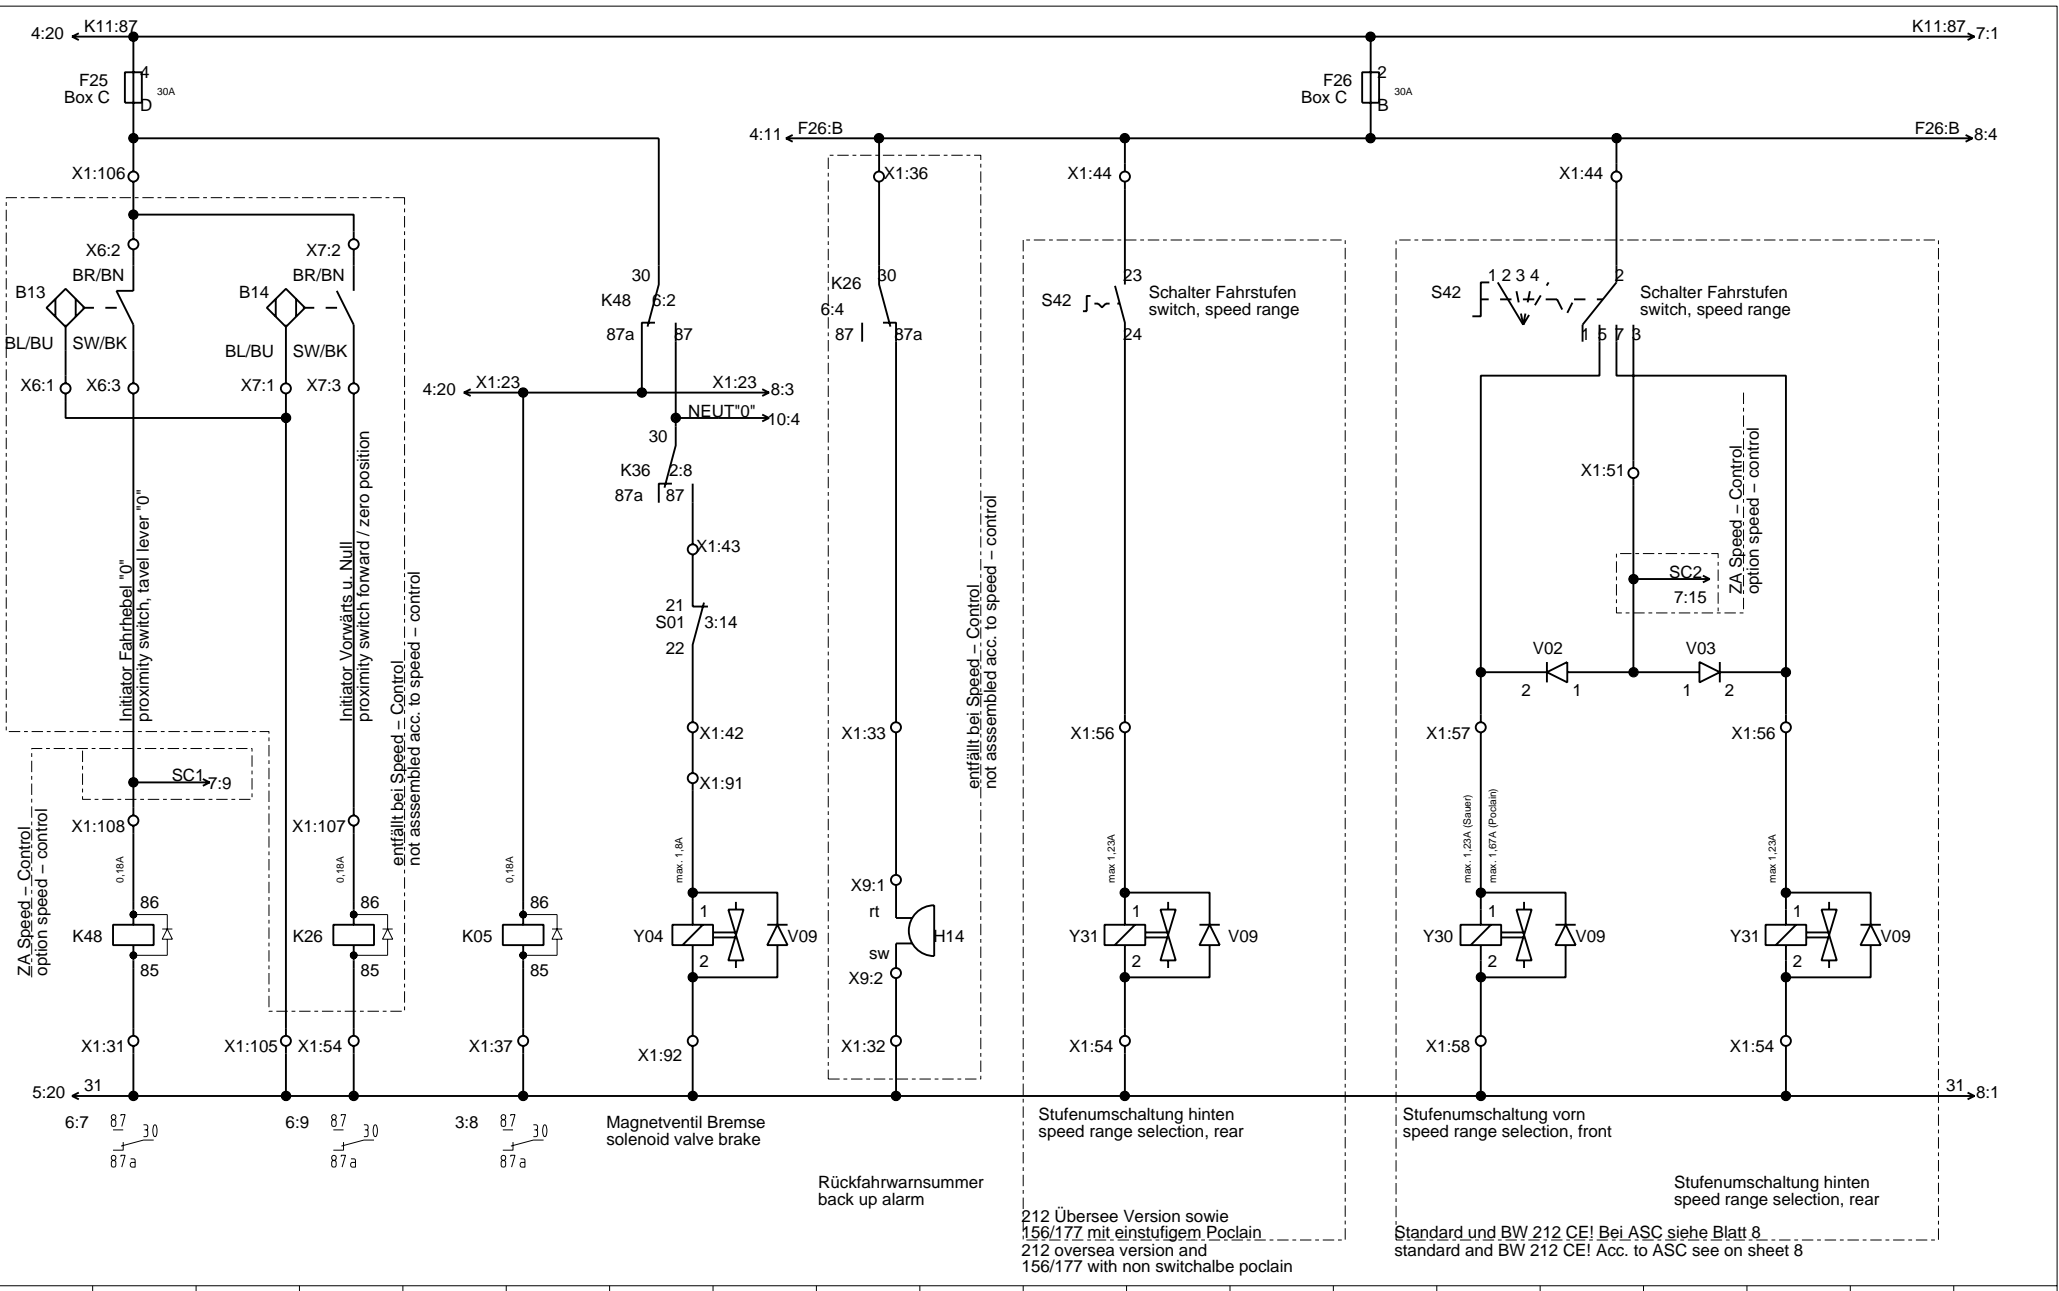 4:20
K11:87
K11:87
7:1
F25
Box C
4
D
30A
F26
Box C
2
B
30A
4:11
F26:B
F26:B
8:4
X1:106
X1:36
X1:44
X1:44
X6:2
X7:2
BR/BN
BR/BN
B13
B14
BL/BU
SW/BK
BL/BU
SW/BK
X6:1
X6:3
X7:1
X7:3
30
K48
6:2
87a
87
K26
30
6:4
87
87a
23
S42
24
Schalter Fahrstufen
switch, speed range
S42
1 2 3 4
2
1 5 7 3
Schalter Fahrstufen
switch, speed range
4:20
X1:23
X1:23
8:3
NEUT"0"
10:4
30
K36
2:8
87a
87
X1:43
21
S01
3:14
22
X1:42
X1:91
X1:51
SC2
7:15
ZA Speed – Control
option speed – control
V02
2
1
V03
1
2
Initiator Fahrhebel "0"
proximity switch, tavel lever "0"
Initiator Vorwärts u. Null
proximity switch forward / zero position
entfällt bei Speed – Control
not assembled acc. to speed – control
entfällt bei Speed – Control
not asssembled acc. to speed – control
X1:33
X1:56
X1:57
X1:56
SC1
7:9
ZA Speed – Control
option speed – control
X1:108
X1:107
0,18A
0,18A
0,18A
max. 1,8A
max 1,23A
max. 1,23A (Sauer)
max. 1,67A (Poclain)
max 1,23A
K48
86
85
K26
86
85
K05
86
85
Y04
1
2
V09
X9:1
rt
H14
sw
X9:2
Y31
1
2
V09
Y30
1
2
V09
Y31
1
2
V09
X1:31
X1:105
X1:54
X1:37
X1:92
X1:32
X1:54
X1:58
X1:54
5:20
31
31
8:1
6:7
87
30
87a
6:9
87
30
87a
3:8
87
30
87a
Magnetventil Bremse
solenoid valve brake
Stufenumschaltung hinten
speed range selection, rear
Stufenumschaltung vorn
speed range selection, front
Rückfahrwarnsummer
back up alarm
Stufenumschaltung hinten
speed range selection, rear
212 Übersee Version sowie
156/177 mit einstufigem Poclain
212 oversea version and
156/177 with non switchalbe poclain
Standard und BW 212 CE! Bei ASC siehe Blatt 8
standard and BW 212 CE! Acc. to ASC see on sheet 8